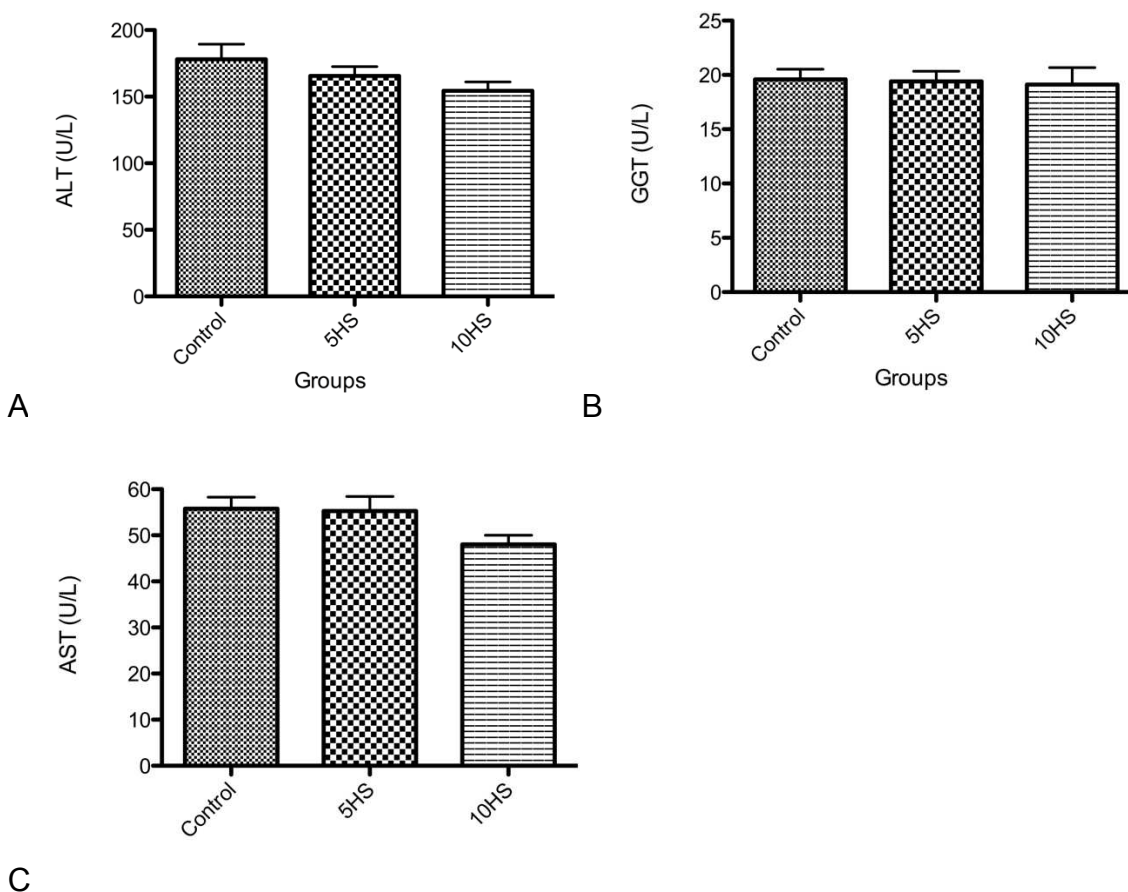 200
150
100
50
0
ALT (U/L)
Control
5HS
10HS
Groups
A
25
20
15
10
5
0
GGT (U/L)
Control
5HS
10HS
Groups
B
60
50
40
30
20
10
0
AST (U/L)
Control
5HS
10HS
C